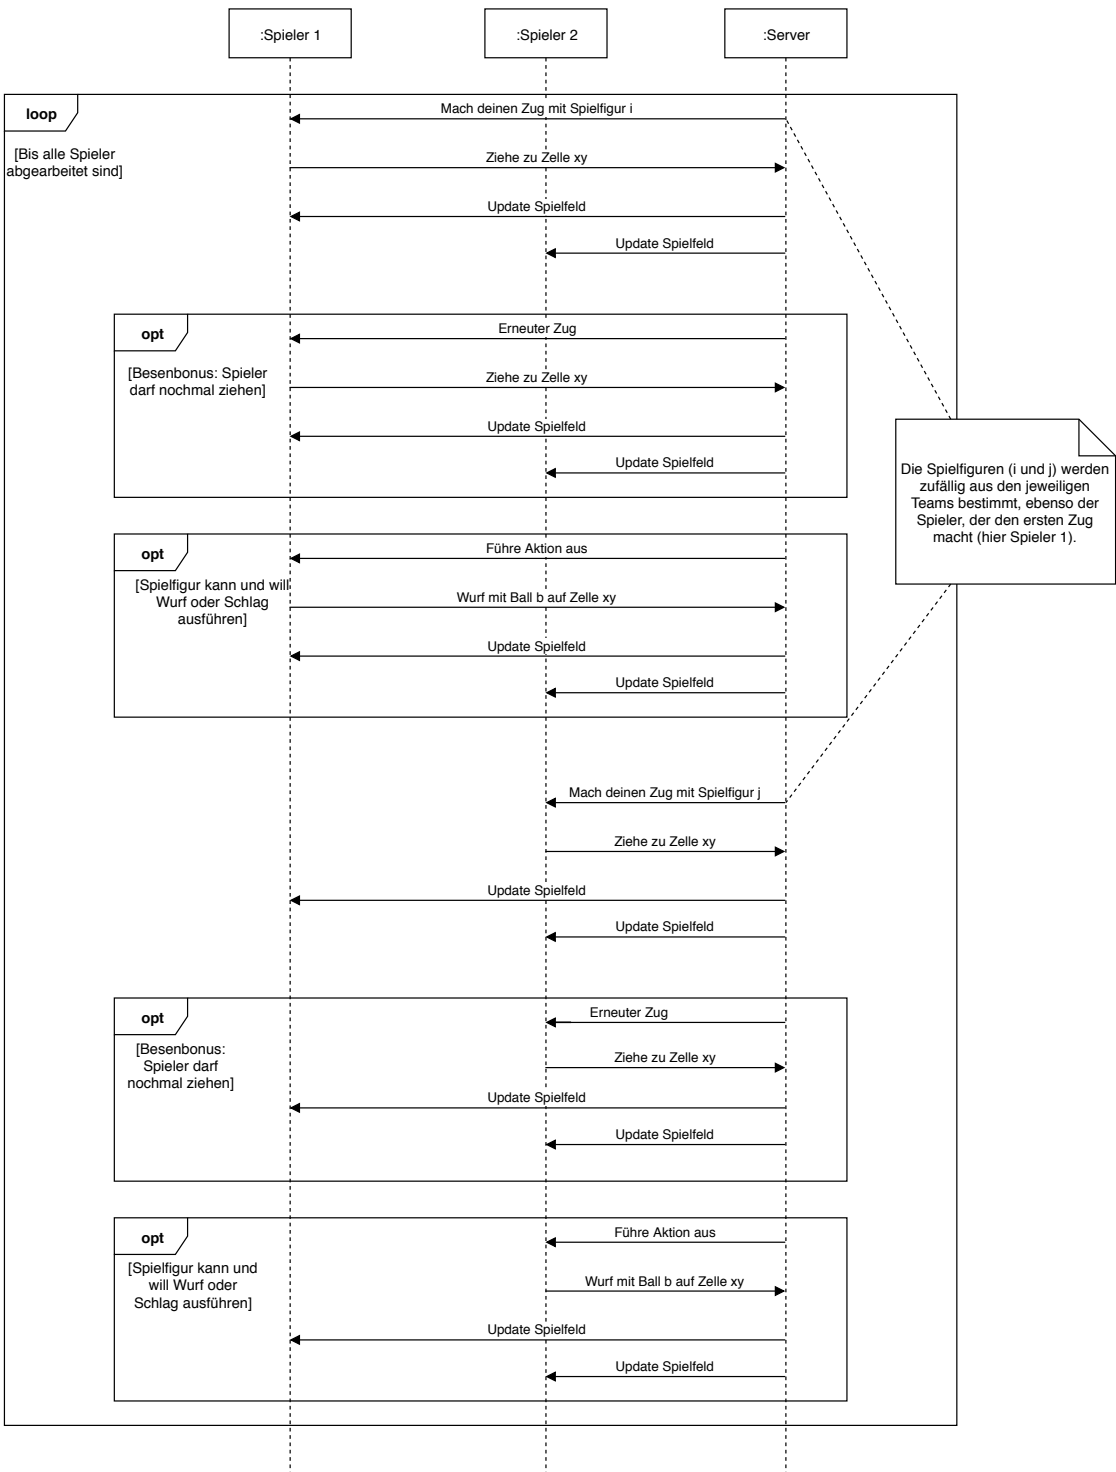 :Spieler 1
:Spieler 2
:Server
loop
[Bis alle Spieler
abgearbeitet sind]
Mach deinen Zug mit Spielfigur i
Ziehe zu Zelle xy
Update Spielfeld
Update Spielfeld
opt
[Besenbonus: Spieler
darf nochmal ziehen]
Erneuter Zug
Ziehe zu Zelle xy
Update Spielfeld
Update Spielfeld
Die Spielfiguren (i und j) werden
zufällig aus den jeweiligen
Teams bestimmt, ebenso der
Spieler, der den ersten Zug
macht (hier Spieler 1).
opt
[Spielfigur kann und will
Wurf oder Schlag
ausführen]
Führe Aktion aus
Wurf mit Ball b auf Zelle xy
Update Spielfeld
Update Spielfeld
Mach deinen Zug mit Spielfigur j
Ziehe zu Zelle xy
Update Spielfeld
Update Spielfeld
opt
[Besenbonus:
Spieler darf
nochmal ziehen]
Erneuter Zug
Ziehe zu Zelle xy
Update Spielfeld
Update Spielfeld
opt
[Spielfigur kann und
will Wurf oder
Schlag ausführen]
Führe Aktion aus
Wurf mit Ball b auf Zelle xy
Update Spielfeld
Update Spielfeld